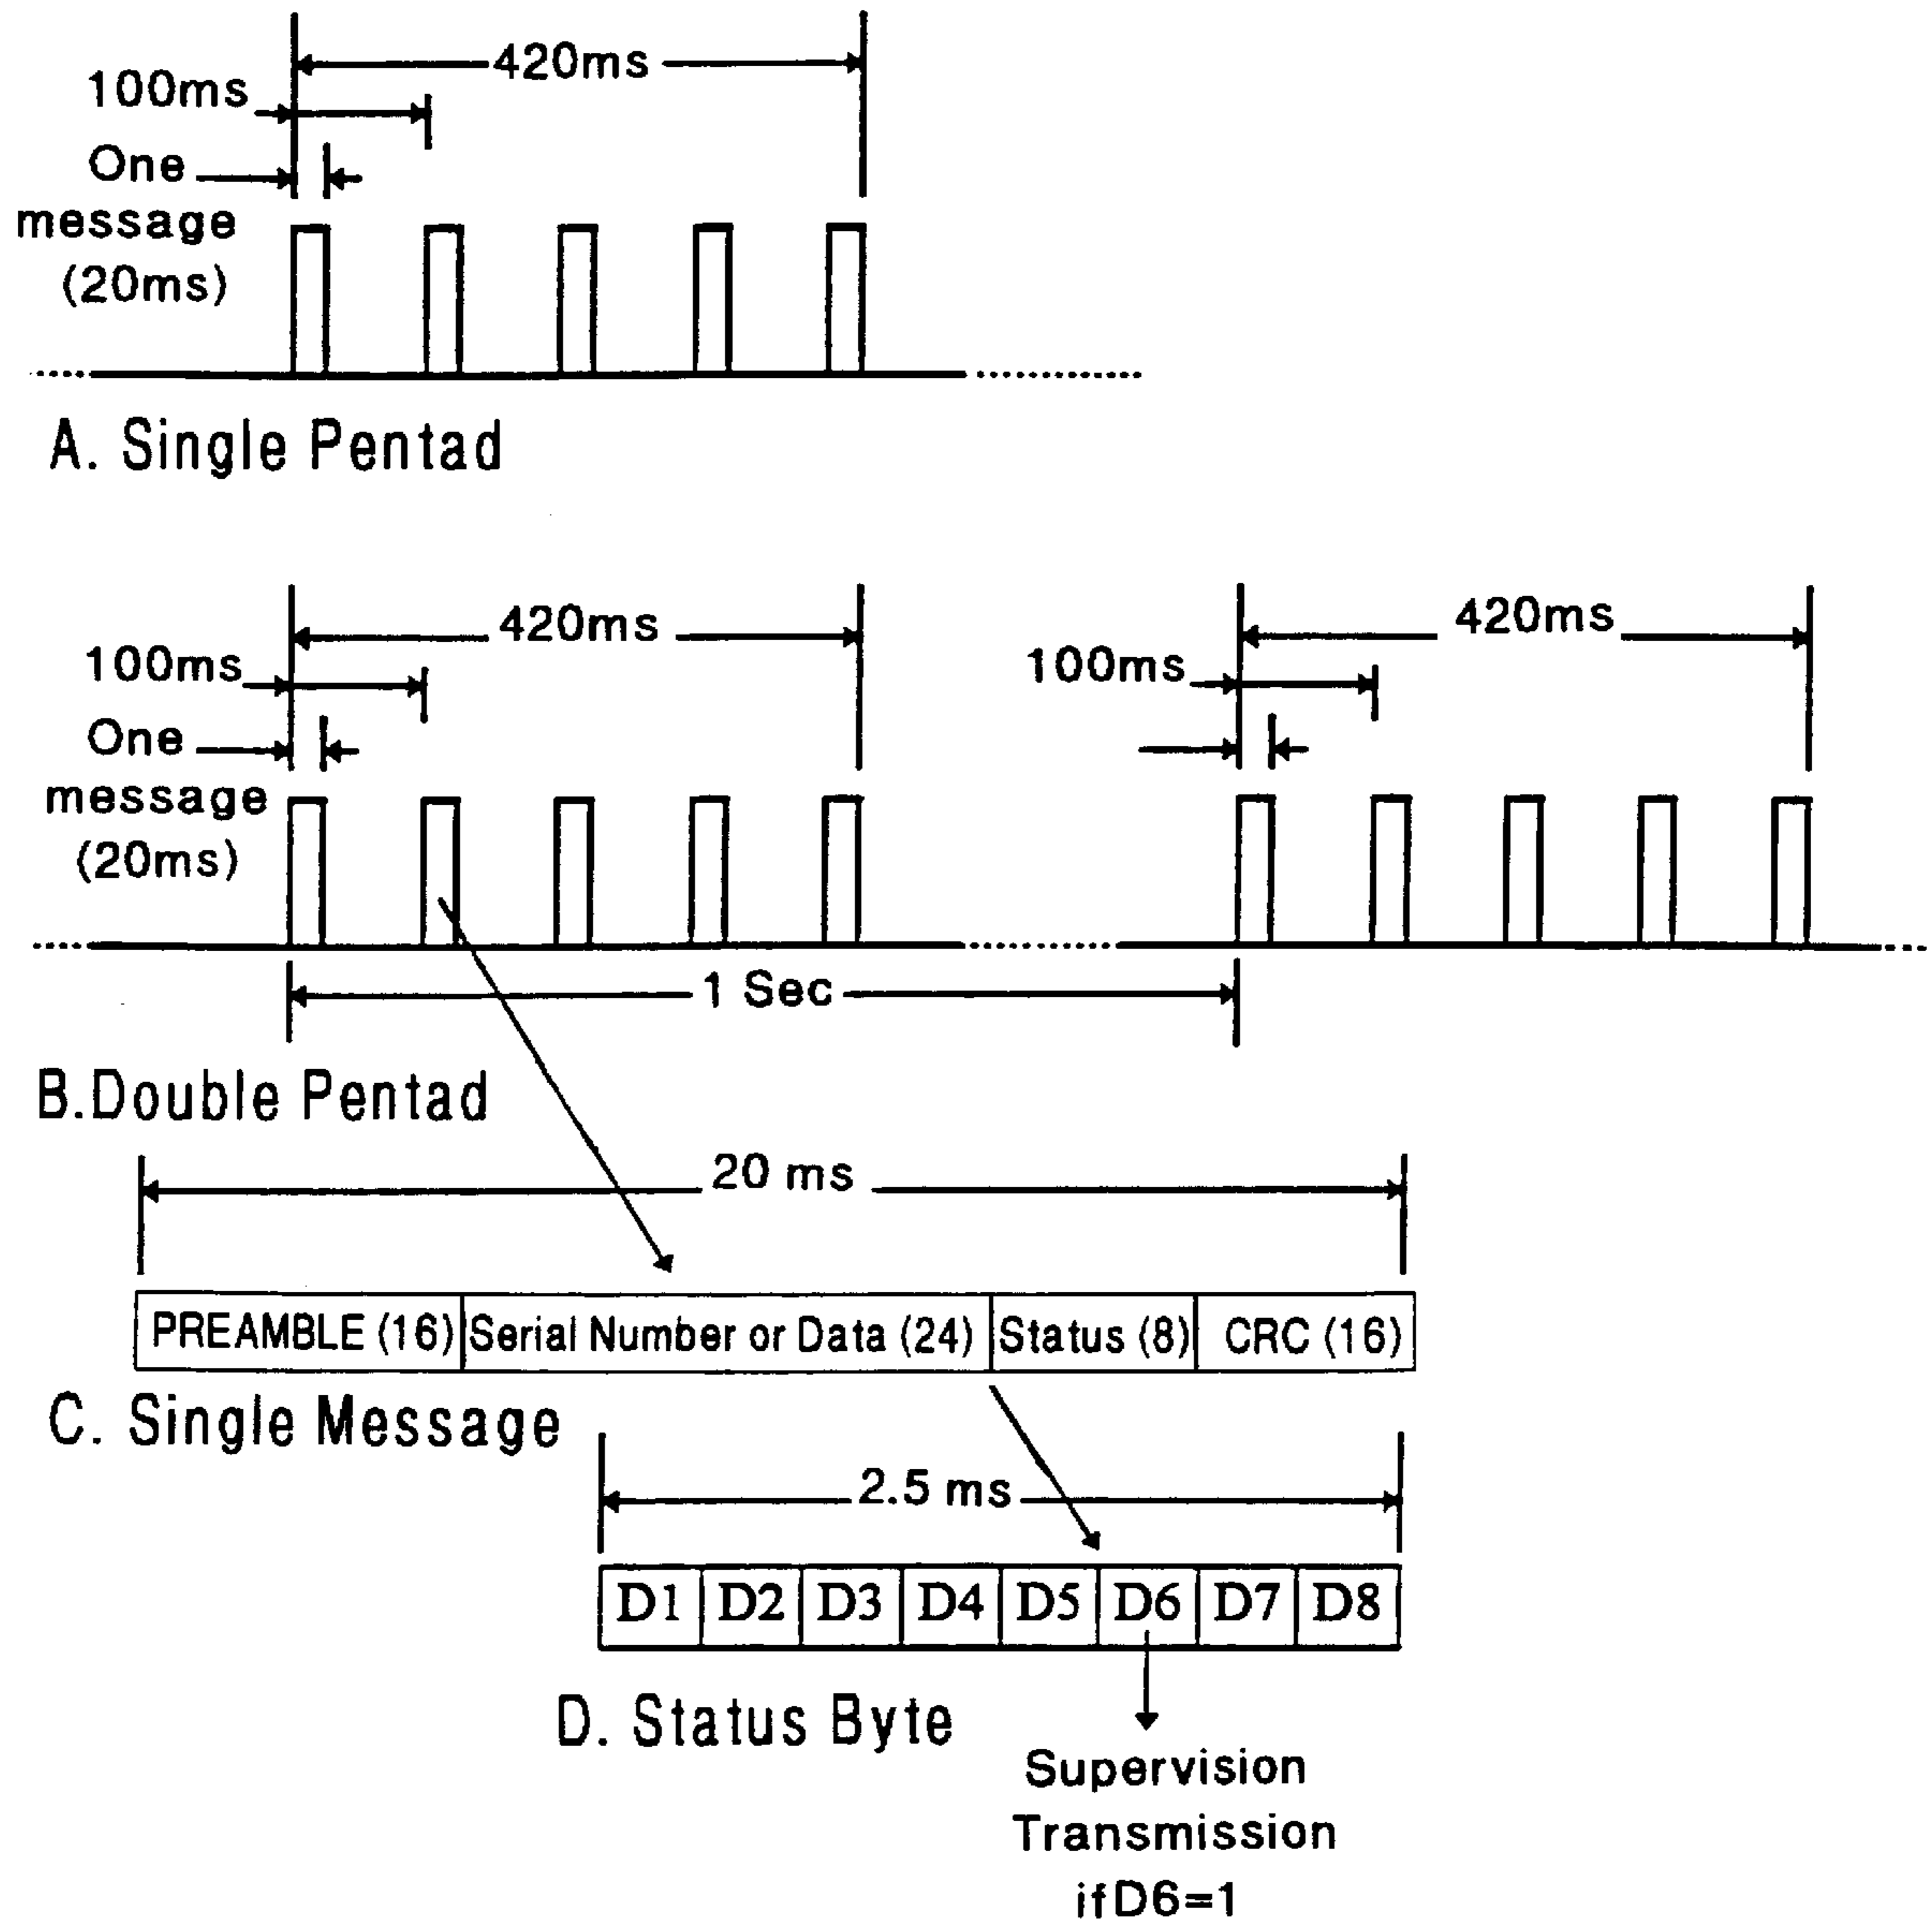 420ms
100ms
One
message
(20ms)
A. Single Pentad
420ms
420ms
100ms
100ms
One
message
(20ms)
1 Sec
B.Double Pentad
20 ms
PREAMBLE (16) Serial Number or Data (24) Status (8) CRC (16)
C. Single Message
2.5 ms
D1 D2 D3 D4 D5 D6 D7 D8
D. Status Byte
Supervision
Transmission
ifD6=1